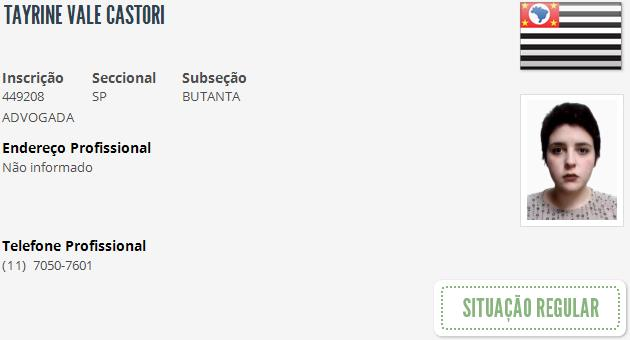 TAYRINE VALE CASTORI
Inscrição Seccional Subseção
449208 SP BUTANTA
ADVOGADA
Endereço Profissional
Não informado
Telefone Profissional
(11) 7050-7601
SITUAÇÃO REGULAR